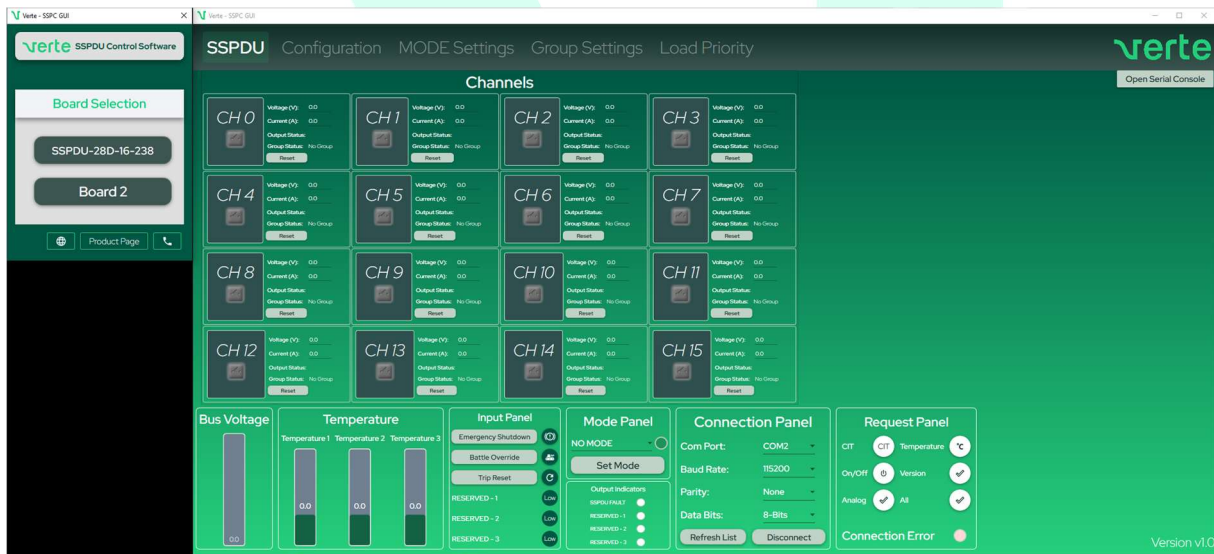 Verte - SSPC GUI
verte SSPDU Control Software
Board Selection
SSPDU-28D-16-238
Board 2
Product Page
Verte - SSPC GUI
SSPDU Configuration MODE Settings Group Settings Load Priority
verte
Open Serial Console
Channels
CH 0
Voltage (V): 0.0
Current (A): 0.0
Output Status:
Group Status: No Group
Reset
CH 1
Voltage (V): 0.0
Current (A): 0.0
Output Status:
Group Status: No Group
Reset
CH 2
Voltage (V): 0.0
Current (A): 0.0
Output Status:
Group Status: No Group
Reset
CH 3
Voltage (V): 0.0
Current (A): 0.0
Output Status:
Group Status: No Group
Reset
CH 4
Voltage (V): 0.0
Current (A): 0.0
Output Status:
Group Status: No Group
Reset
CH 5
Voltage (V): 0.0
Current (A): 0.0
Output Status:
Group Status: No Group
Reset
CH 6
Voltage (V): 0.0
Current (A): 0.0
Output Status:
Group Status: No Group
Reset
CH 7
Voltage (V): 0.0
Current (A): 0.0
Output Status:
Group Status: No Group
Reset
CH 8
Voltage (V): 0.0
Current (A): 0.0
Output Status:
Group Status: No Group
Reset
CH 9
Voltage (V): 0.0
Current (A): 0.0
Output Status:
Group Status: No Group
Reset
CH 10
Voltage (V): 0.0
Current (A): 0.0
Output Status:
Group Status: No Group
Reset
CH 11
Voltage (V): 0.0
Current (A): 0.0
Output Status:
Group Status: No Group
Reset
CH 12
Voltage (V): 0.0
Current (A): 0.0
Output Status:
Group Status: No Group
Reset
CH 13
Voltage (V): 0.0
Current (A): 0.0
Output Status:
Group Status: No Group
Reset
CH 14
Voltage (V): 0.0
Current (A): 0.0
Output Status:
Group Status: No Group
Reset
CH 15
Voltage (V): 0.0
Current (A): 0.0
Output Status:
Group Status: No Group
Reset
Bus Voltage
0.0
Temperature
Temperature 1 Temperature 2 Temperature 3
0.0 0.0 0.0
Input Panel
Emergency Shutdown
Battle Override
Trip Reset
RESERVED - 1 Low
RESERVED - 2 Low
RESERVED - 3 Low
Mode Panel
NO MODE
Set Mode
Output Indicators
SSPDU FAULT
RESERVED - 1
RESERVED - 2
RESERVED - 3
Connection Panel
Com Port: COM2
Baud Rate: 115200
Parity: None
Data Bits: 8-Bits
Refresh List Disconnect
Request Panel
CIT CIT Temperature °C
On/Off Version
Analog All
Connection Error
Version v1.0